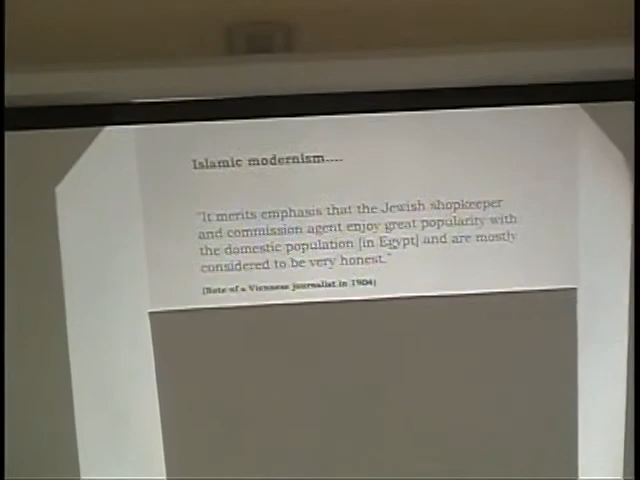 Islamic modernism....
"It merits emphasis that the Jewish shopkeeper
and commission agent enjoy great popularity with
the domestic population [in Egypt] and are mostly
considered to be very honest."
[Note of a Viennese journalist in 1904]